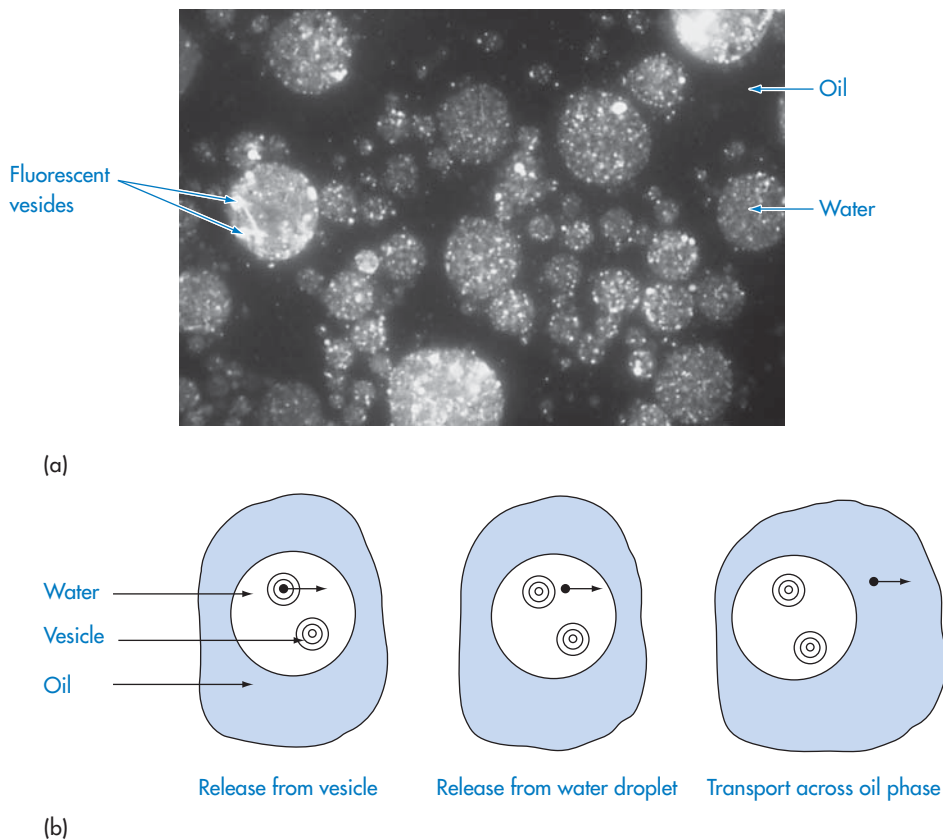 Oil
Fluorescent
vesides
Water
(a)
Water
Vesicle
Oil
Release from vesicle
Release from water droplet
Transport across oil phase
(b)